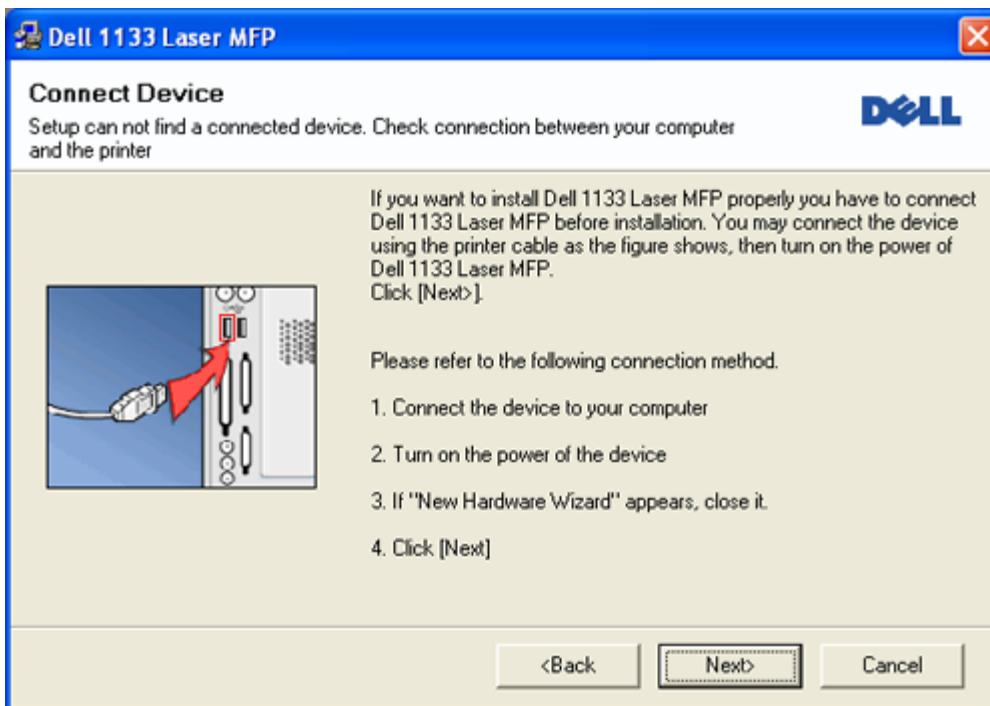 Dell 1133 Laser MFP
Connect Device
Setup can not find a connected device. Check connection between your computer
and the printer
DELL
If you want to install Dell 1133 Laser MFP properly you have to connect
Dell 1133 Laser MFP before installation. You may connect the device
using the printer cable as the figure shows, then turn on the power of
Dell 1133 Laser MFP.
Click [Next>].
Please refer to the following connection method.
1. Connect the device to your computer
2. Turn on the power of the device
3. If "New Hardware Wizard" appears, close it.
4. Click [Next]
<Back
Next>
Cancel